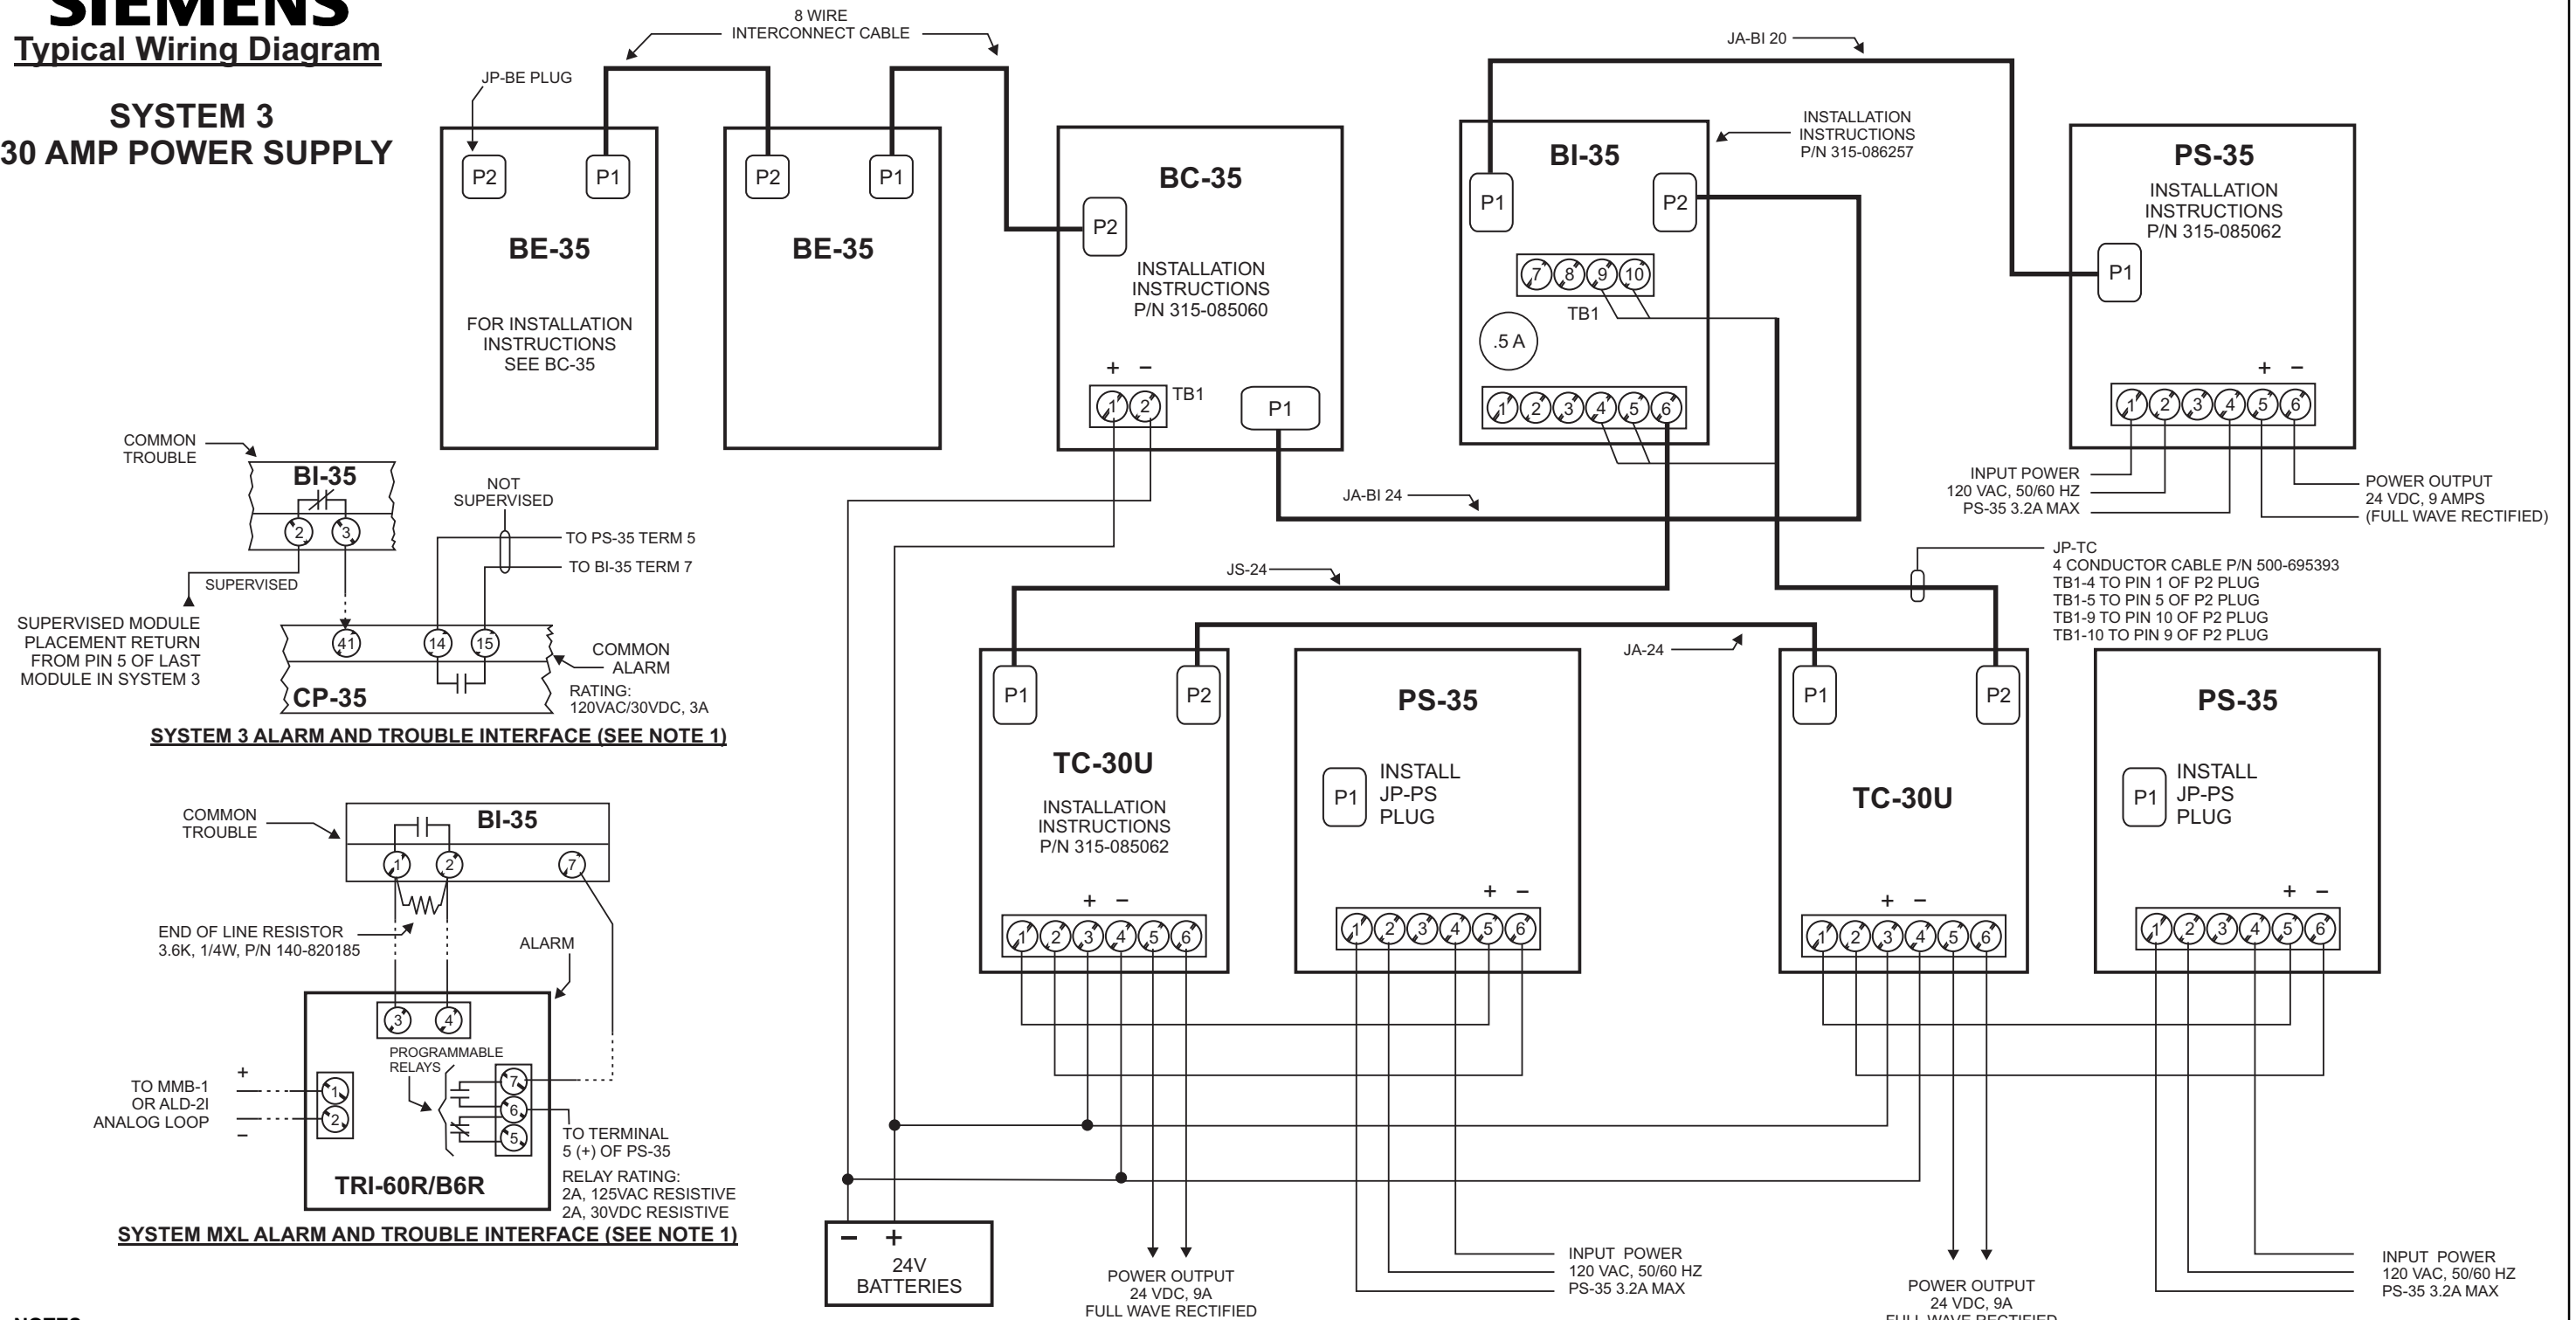 SIEMENS
Typical Wiring Diagram
SYSTEM 3
30 AMP POWER SUPPLY
8 WIRE
INTERCONNECT CABLE
JP-BE PLUG
P2
P1
BE-35
FOR INSTALLATION
INSTRUCTIONS
SEE BC-35
P2
P1
BE-35
BC-35
P2
INSTALLATION
INSTRUCTIONS
P/N 315-085060
+ −
1 2
TB1
P1
JA-BI 20
BI-35
P1
P2
7 8 9 10
TB1
.5 A
1 2 3 4 5 6
INSTALLATION
INSTRUCTIONS
P/N 315-086257
PS-35
INSTALLATION
INSTRUCTIONS
P/N 315-085062
P1
+ −
1 2 3 4 5 6
INPUT POWER
120 VAC, 50/60 HZ
PS-35 3.2A MAX
POWER OUTPUT
24 VDC, 9 AMPS
(FULL WAVE RECTIFIED)
JA-BI 24
JS-24
JA-24
JP-TC
4 CONDUCTOR CABLE P/N 500-695393
TB1-4 TO PIN 1 OF P2 PLUG
TB1-5 TO PIN 5 OF P2 PLUG
TB1-9 TO PIN 10 OF P2 PLUG
TB1-10 TO PIN 9 OF P2 PLUG
COMMON
TROUBLE
BI-35
2 3
SUPERVISED
SUPERVISED MODULE
PLACEMENT RETURN
FROM PIN 5 OF LAST
MODULE IN SYSTEM 3
NOT
SUPERVISED
TO PS-35 TERM 5
TO BI-35 TERM 7
41 14 15
CP-35
COMMON
ALARM
RATING:
120VAC/30VDC, 3A
SYSTEM 3 ALARM AND TROUBLE INTERFACE (SEE NOTE 1)
COMMON
TROUBLE
BI-35
1 2 7
END OF LINE RESISTOR
3.6K, 1/4W, P/N 140-820185
ALARM
3 4
PROGRAMMABLE
RELAYS
7
6
5
+
TO MMB-1
OR ALD-2I
ANALOG LOOP
−
1
2
TO TERMINAL
5 (+) OF PS-35
TRI-60R/B6R
RELAY RATING:
2A, 125VAC RESISTIVE
2A, 30VDC RESISTIVE
SYSTEM MXL ALARM AND TROUBLE INTERFACE (SEE NOTE 1)
P1
P2
TC-30U
INSTALLATION
INSTRUCTIONS
P/N 315-085062
+ −
1 2 3 4 5 6
PS-35
P1
INSTALL
JP-PS
PLUG
+ −
1 2 3 4 5 6
P1
P2
TC-30U
+ −
1 2 3 4 5 6
PS-35
P1
INSTALL
JP-PS
PLUG
+ −
1 2 3 4 5 6
− +
24V
BATTERIES
POWER OUTPUT
24 VDC, 9A
FULL WAVE RECTIFIED
INPUT POWER
120 VAC, 50/60 HZ
PS-35 3.2A MAX
POWER OUTPUT
24 VDC, 9A
FULL WAVE RECTIFIED
INPUT POWER
120 VAC, 50/60 HZ
PS-35 3.2A MAX
NOTES